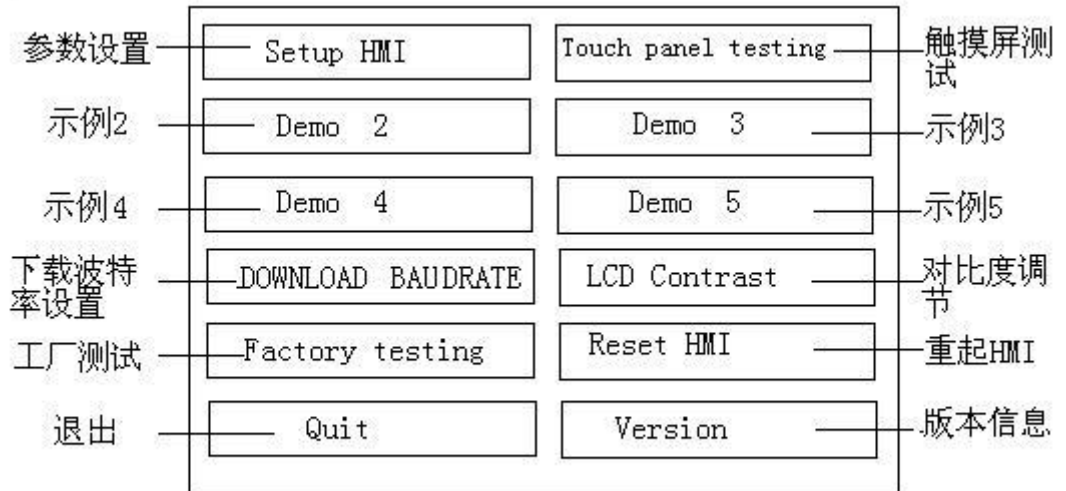 参数设置
Setup HMI
Touch panel testing
触摸屏测
试
示例2
Demo 2
Demo 3
示例3
示例4
Demo 4
Demo 5
示例5
下载波特
率设置
DOWNLOAD BAUDRATE
LCD Contrast
对比度调
节
工厂测试
Factory testing
Reset HMI
重起HMI
退出
Quit
Version
版本信息